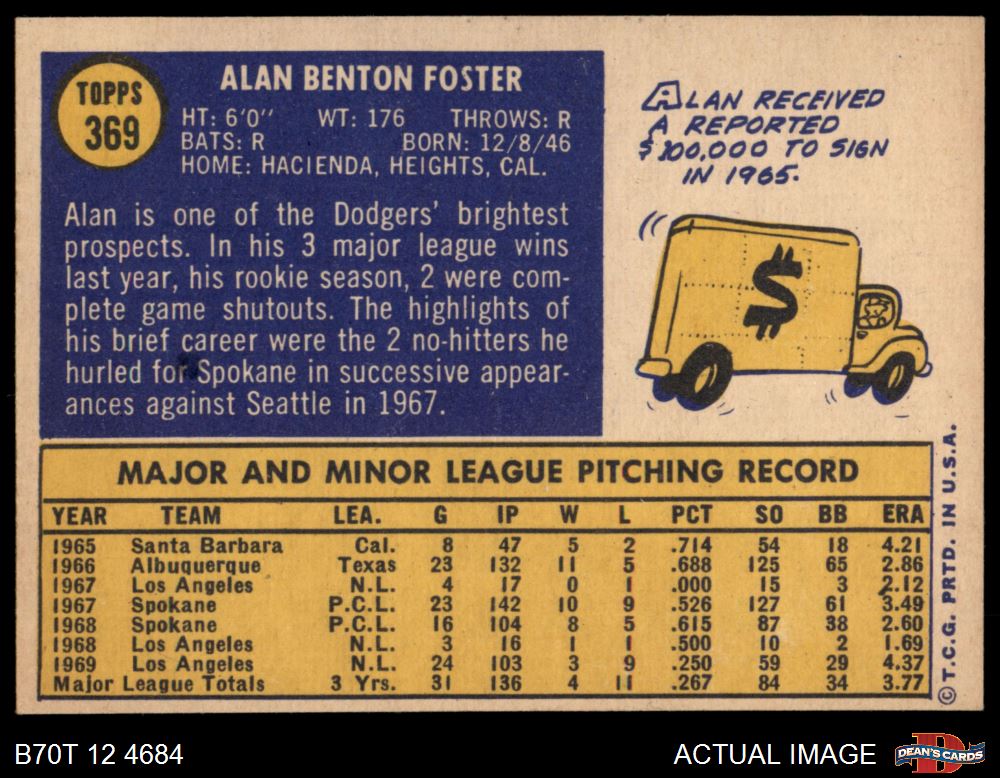 TOPPS
369
ALAN BENTON FOSTER
HT: 6'0" WT: 176 THROWS: R
BATS: R BORN: 12/8/46
HOME: HACIENDA, HEIGHTS, CAL.
Alan is one of the Dodgers' brightest
prospects. In his 3 major league wins
last year, his rookie season, 2 were com-
plete game shutouts. The highlights of
his brief career were the 2 no-hitters he
hurled for Spokane in successive appear-
ances against Seattle in 1967.
ALAN RECEIVED
A REPORTED
$100,000 TO SIGN
IN 1965.
$
MAJOR AND MINOR LEAGUE PITCHING RECORD
YEAR TEAM LEA. G IP W L PCT SO BB ERA
1965 Santa Barbara Cal. 8 47 5 2 .714 54 18 4.21
1966 Albuquerque Texas 23 132 11 5 .688 125 65 2.86
1967 Los Angeles N.L. 4 17 0 1 .000 15 3 2.12
1967 Spokane P.C.L. 23 142 10 9 .526 127 61 3.49
1968 Spokane P.C.L. 16 104 8 5 .615 87 38 2.60
1968 Los Angeles N.L. 3 16 1 1 .500 10 2 1.69
1969 Los Angeles N.L. 24 103 3 9 .250 59 29 4.37
Major League Totals 3 Yrs. 31 136 4 11 .267 84 34 3.77
©T.C.G. PRTD. IN U.S.A.
B70T 12 4684
ACTUAL IMAGE
DEAN'S CARDS